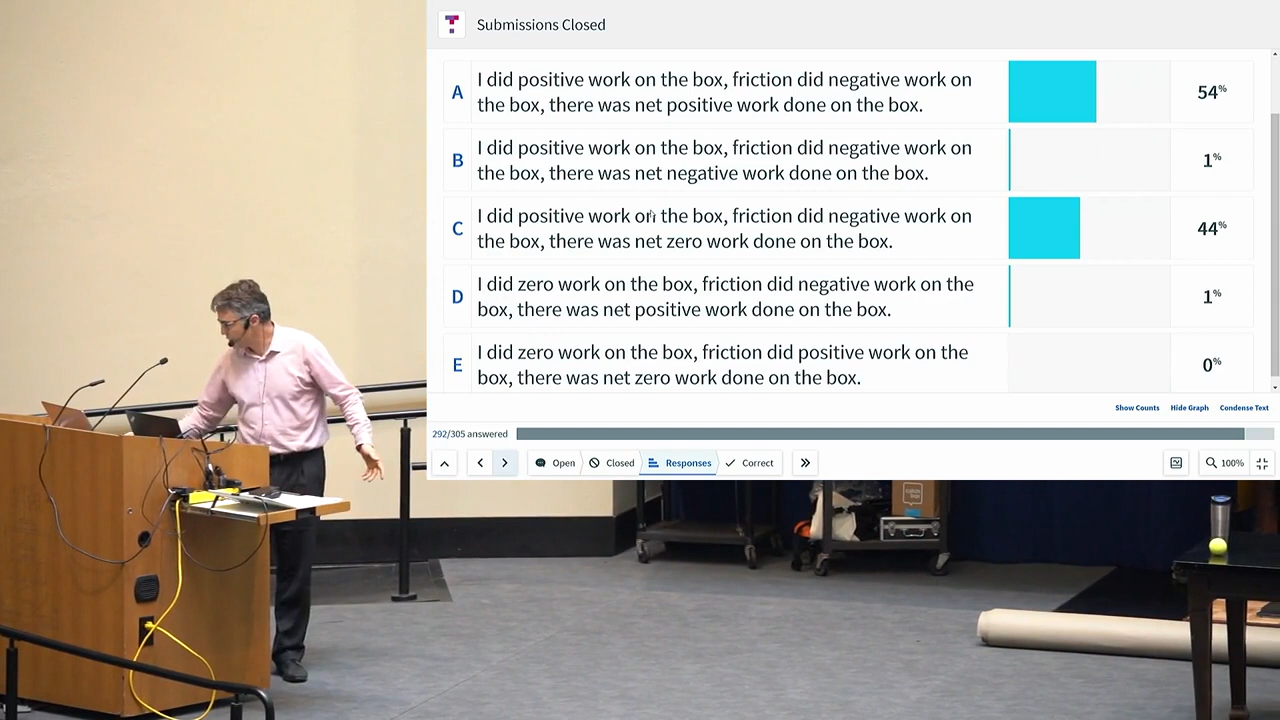 Submissions Closed
A
I did positive work on the box, friction did negative work on
the box, there was net positive work done on the box.
54%
B
I did positive work on the box, friction did negative work on
the box, there was net negative work done on the box.
1%
C
I did positive work on the box, friction did negative work on
the box, there was net zero work done on the box.
44%
D
I did zero work on the box, friction did negative work on the
box, there was net positive work done on the box.
1%
E
I did zero work on the box, friction did positive work on the
box, there was net zero work done on the box.
0%
Show Counts Hide Graph Condense Text
292/305 answered
Open Closed Responses Correct 100%